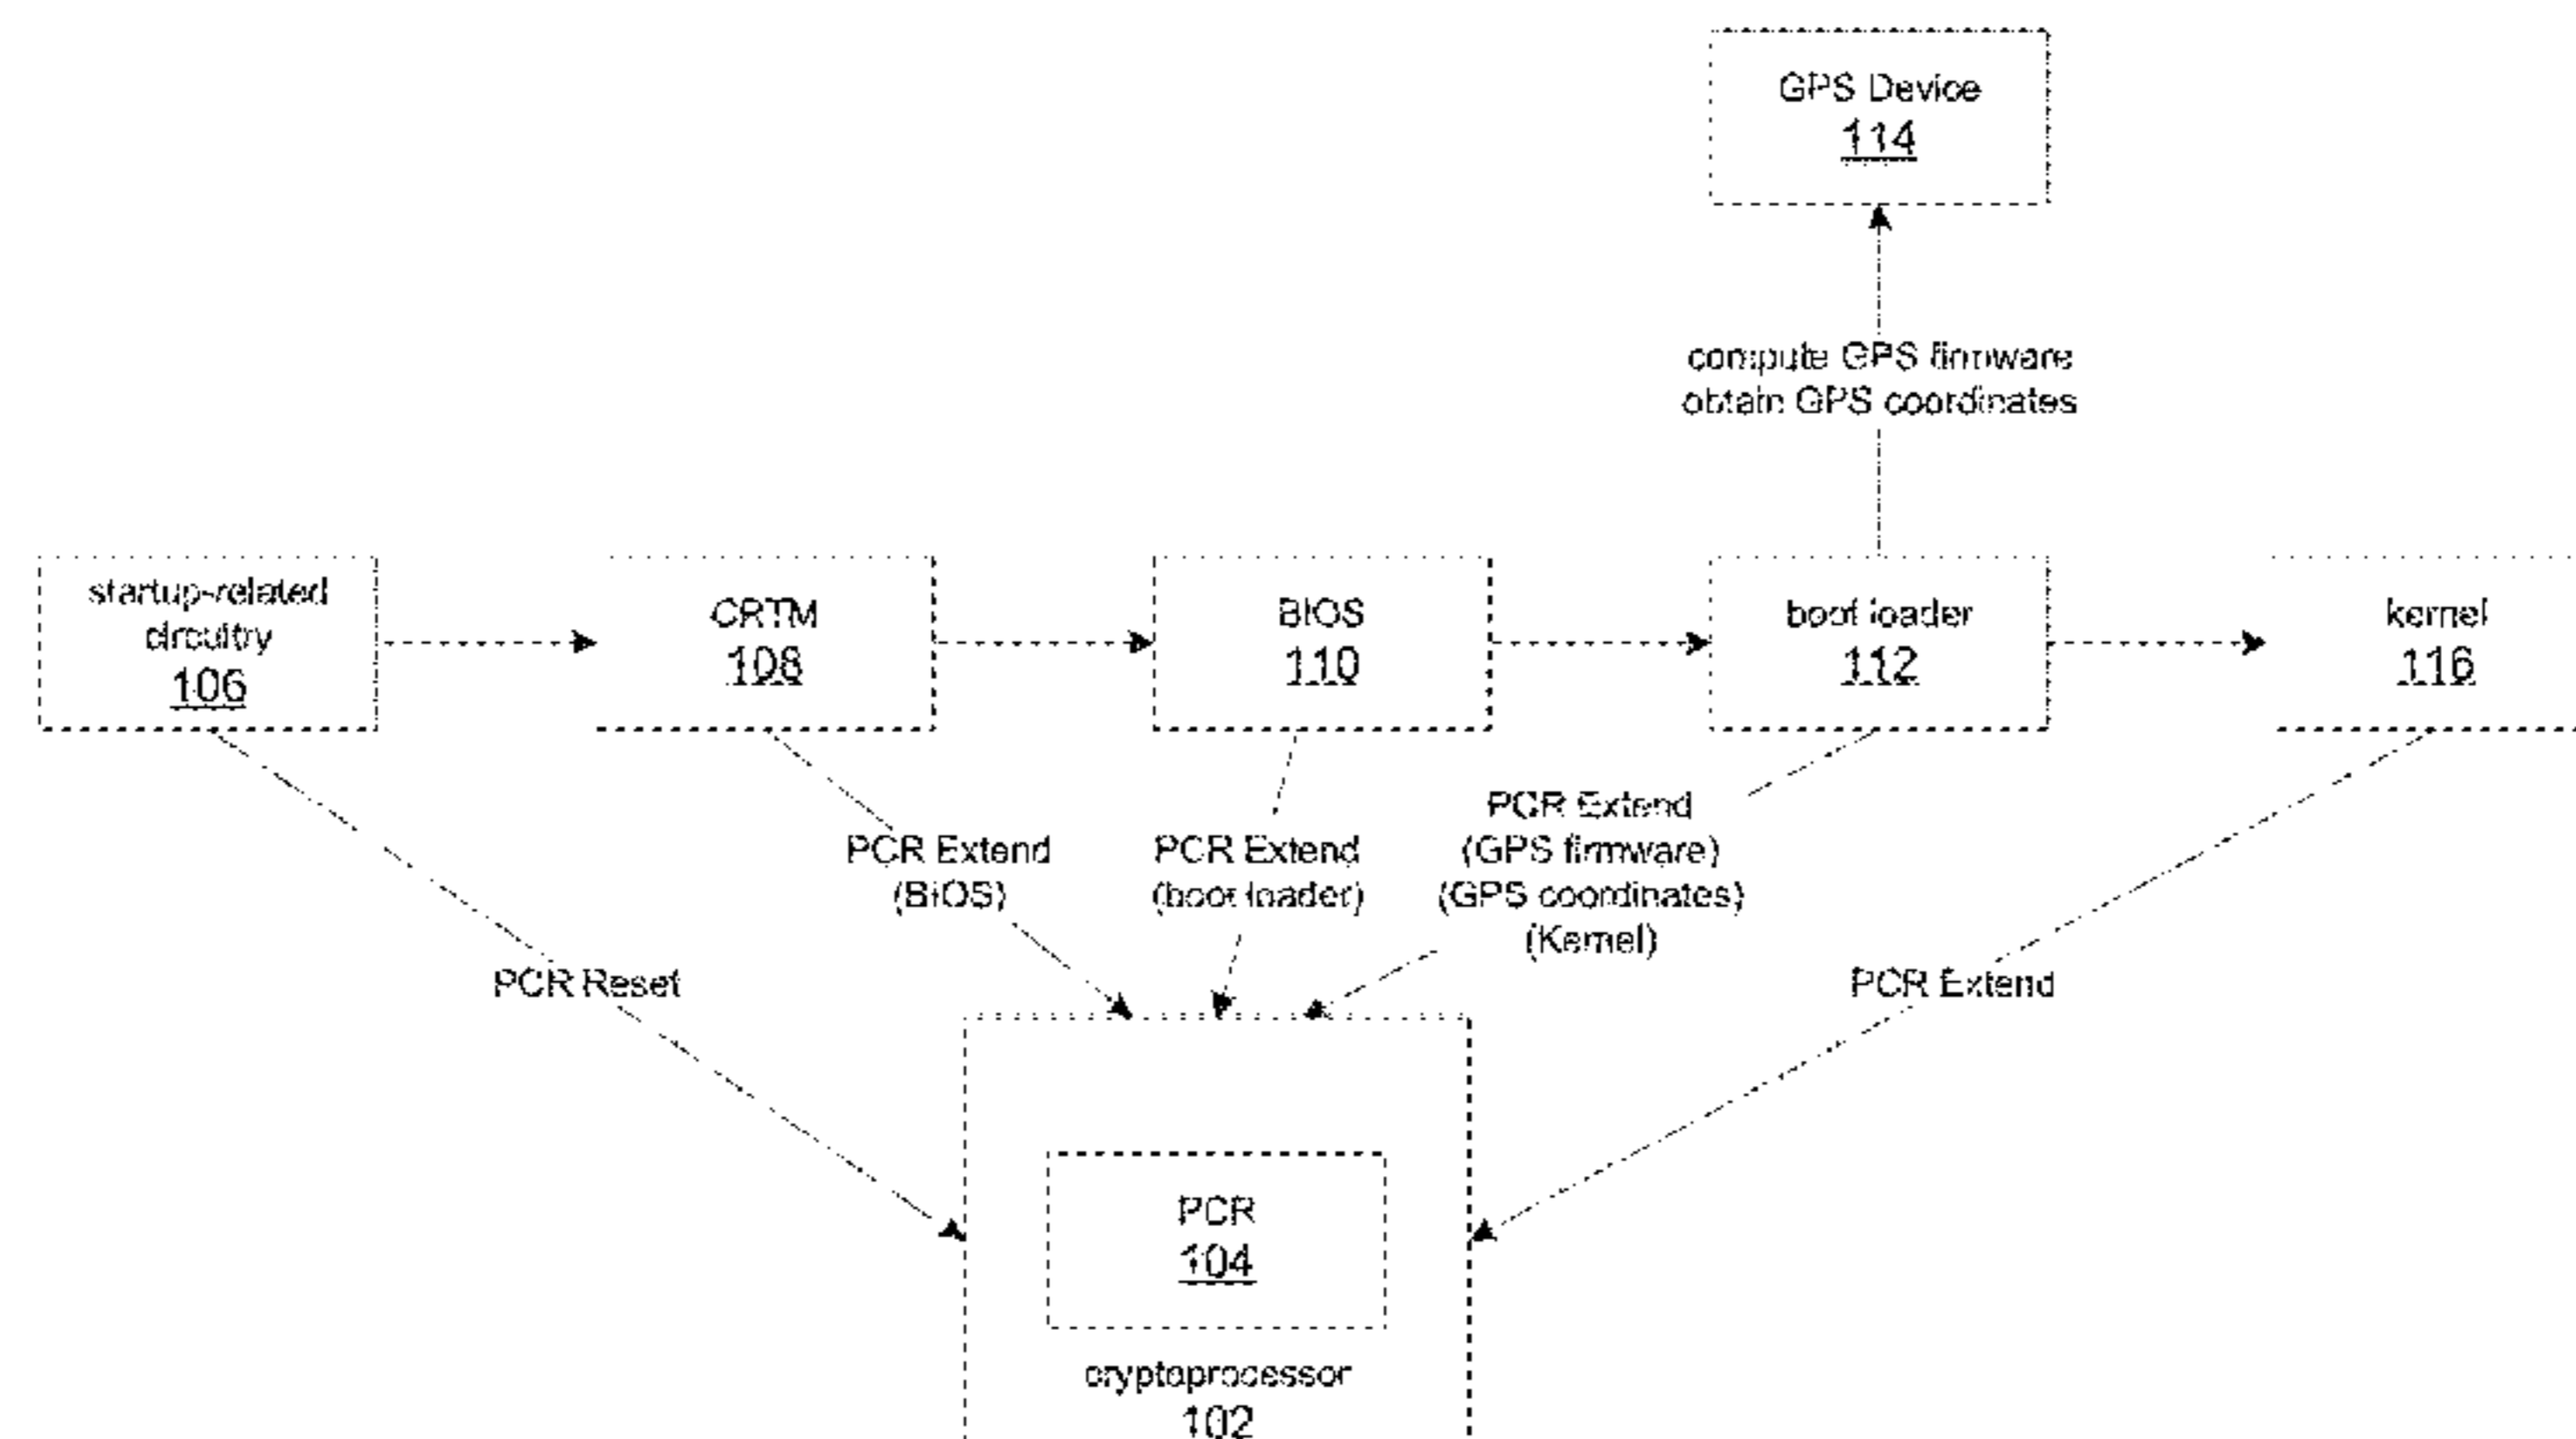 GPS Device
114
compute GPS firmware
obtain GPS coordinates
startup-related
circuitry
106
CRTM
108
BIOS
110
boot loader
112
kernel
116
PCR Extend
(BIOS)
PCR Extend
(boot loader)
PCR Extend
(GPS firmware)
(GPS coordinates)
(Kernel)
PCR Reset
PCR Extend
PCR
104
cryptoprocessor
102